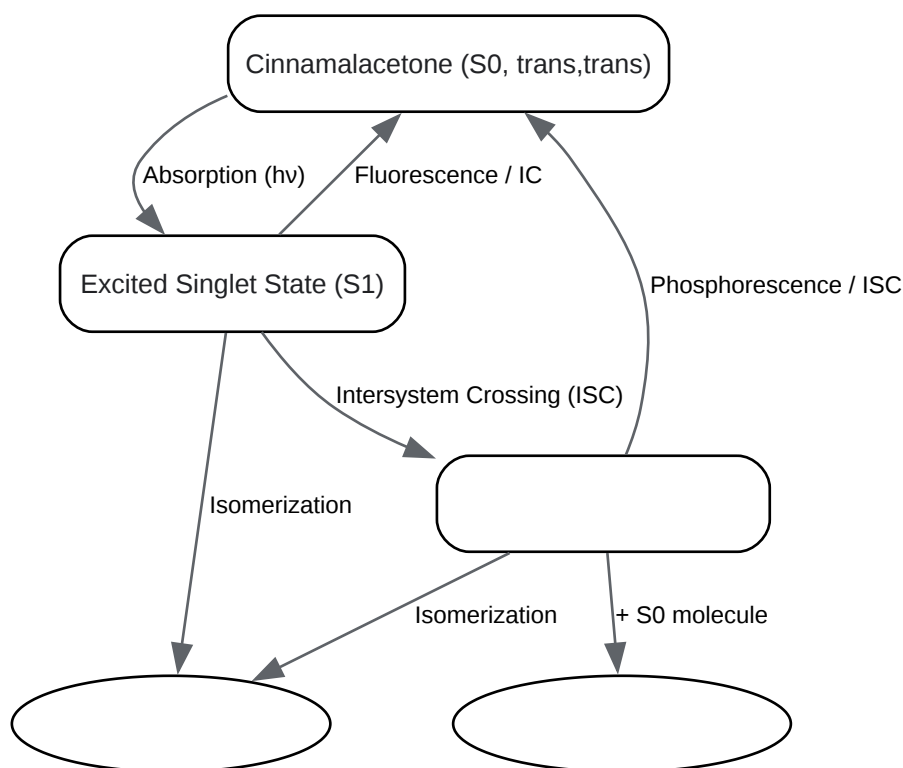 Cinnamalacetone (S0, trans,trans)
Absorption (hν)
Fluorescence / IC
Excited Singlet State (S1)
Phosphorescence / ISC
Intersystem Crossing (ISC)
Isomerization
Isomerization
+ S0 molecule